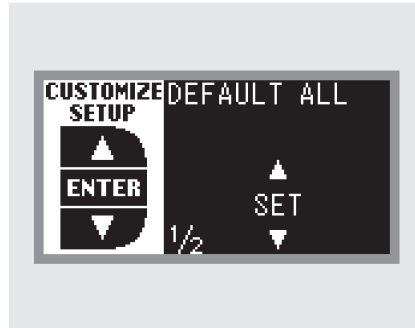 CUSTOMIZE
SETUP
ENTER
DEFAULT ALL
SET
1/2